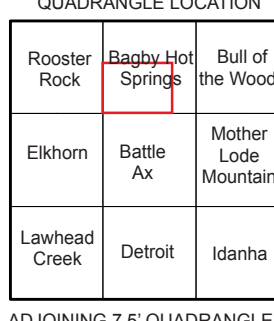 QUADRANGLE LOCATION
Rooster Rock
Bagby Hot Springs
Bull of the Wood
Elkhorn
Battle Ax
Mother Lode Mountain
Lawhead Creek
Detroit
Idanha
ADJOINING 7.5' QUADRANGLE